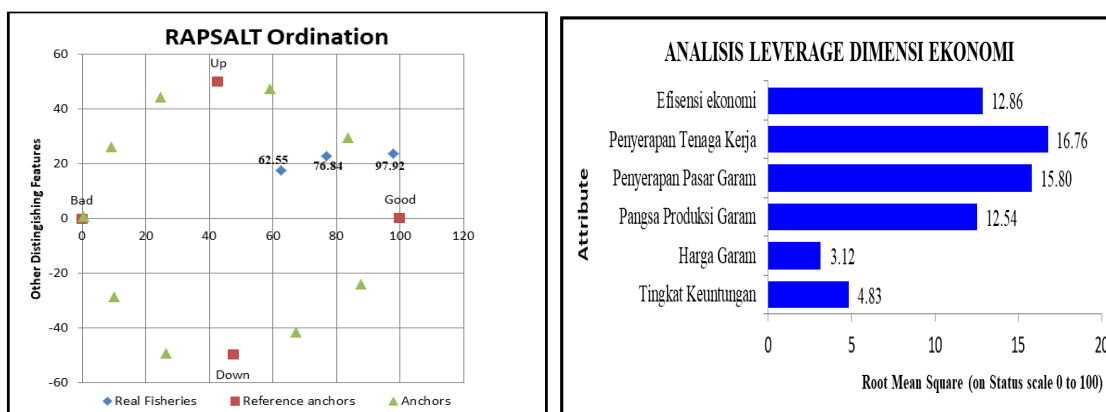 RAPSALT Ordination
60
Up
40
20
62.55 76.84 97.92
Bad Good
0
0 20 40 60 80 100 120
-20
-40
Down
-60
Other Distingishing Features
Real Fisheries Reference anchors Anchors
ANALISIS LEVERAGE DIMENSI EKONOMI
Efisensi ekonomi 12.86
Penyerapan Tenaga Kerja 16.76
Penyerapan Pasar Garam 15.80
Pangsa Produksi Garam 12.54
Harga Garam 3.12
Tingkat Keuntungan 4.83
Attribute
0 5 10 15 20
Root Mean Square (on Status scale 0 to 100)